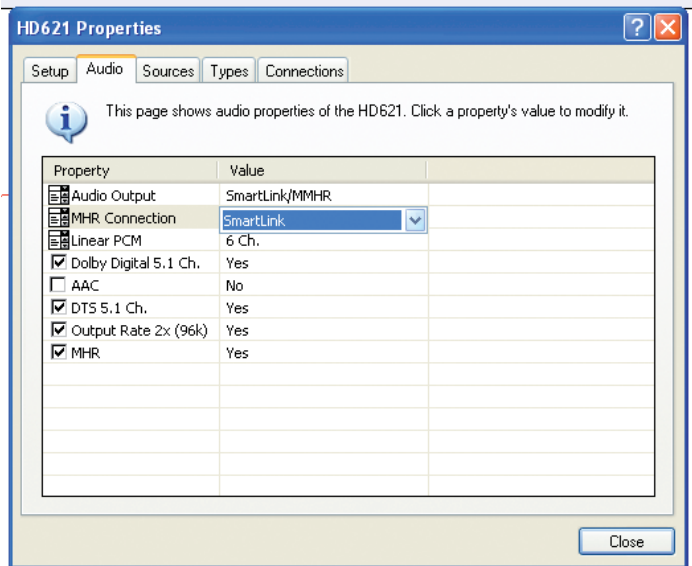 HD621 Properties
Setup Audio Sources Types Connections
This page shows audio properties of the HD621. Click a property's value to modify it.
Property Value
Audio Output SmartLink/MMHR
MHR Connection SmartLink
Linear PCM 6 Ch.
Dolby Digital 5.1 Ch. Yes
AAC No
DTS 5.1 Ch. Yes
Output Rate 2x (96k) Yes
MHR Yes
Close